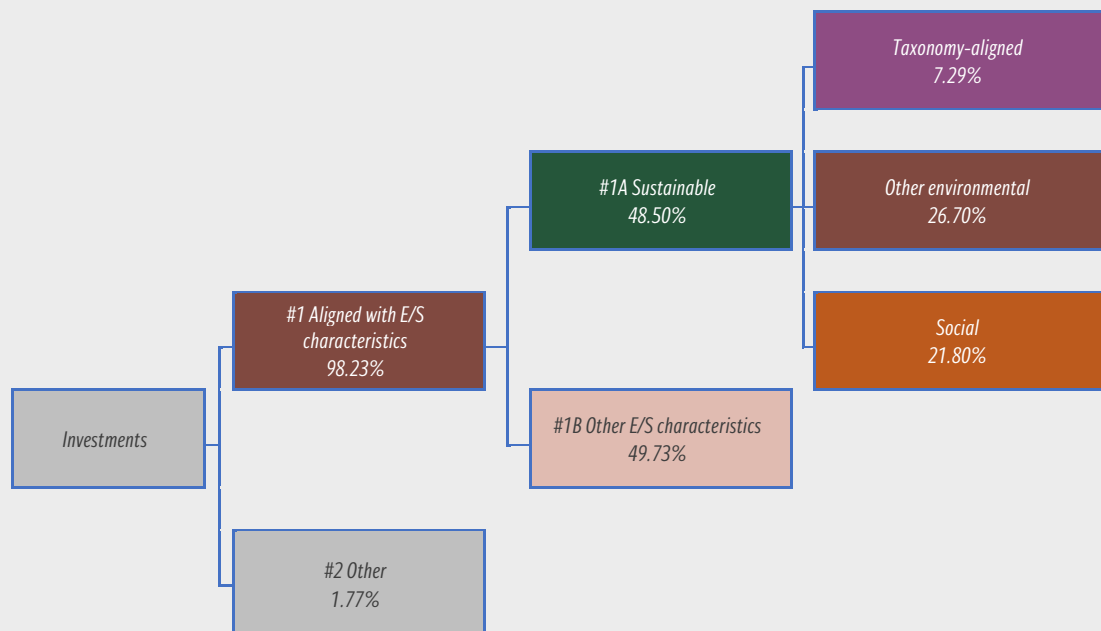 Taxonomy-aligned
7.29%
#1A Sustainable
48.50%
Other environmental
26.70%
#1 Aligned with E/S
characteristics
98.23%
Social
21.80%
Investments
#1B Other E/S characteristics
49.73%
#2 Other
1.77%